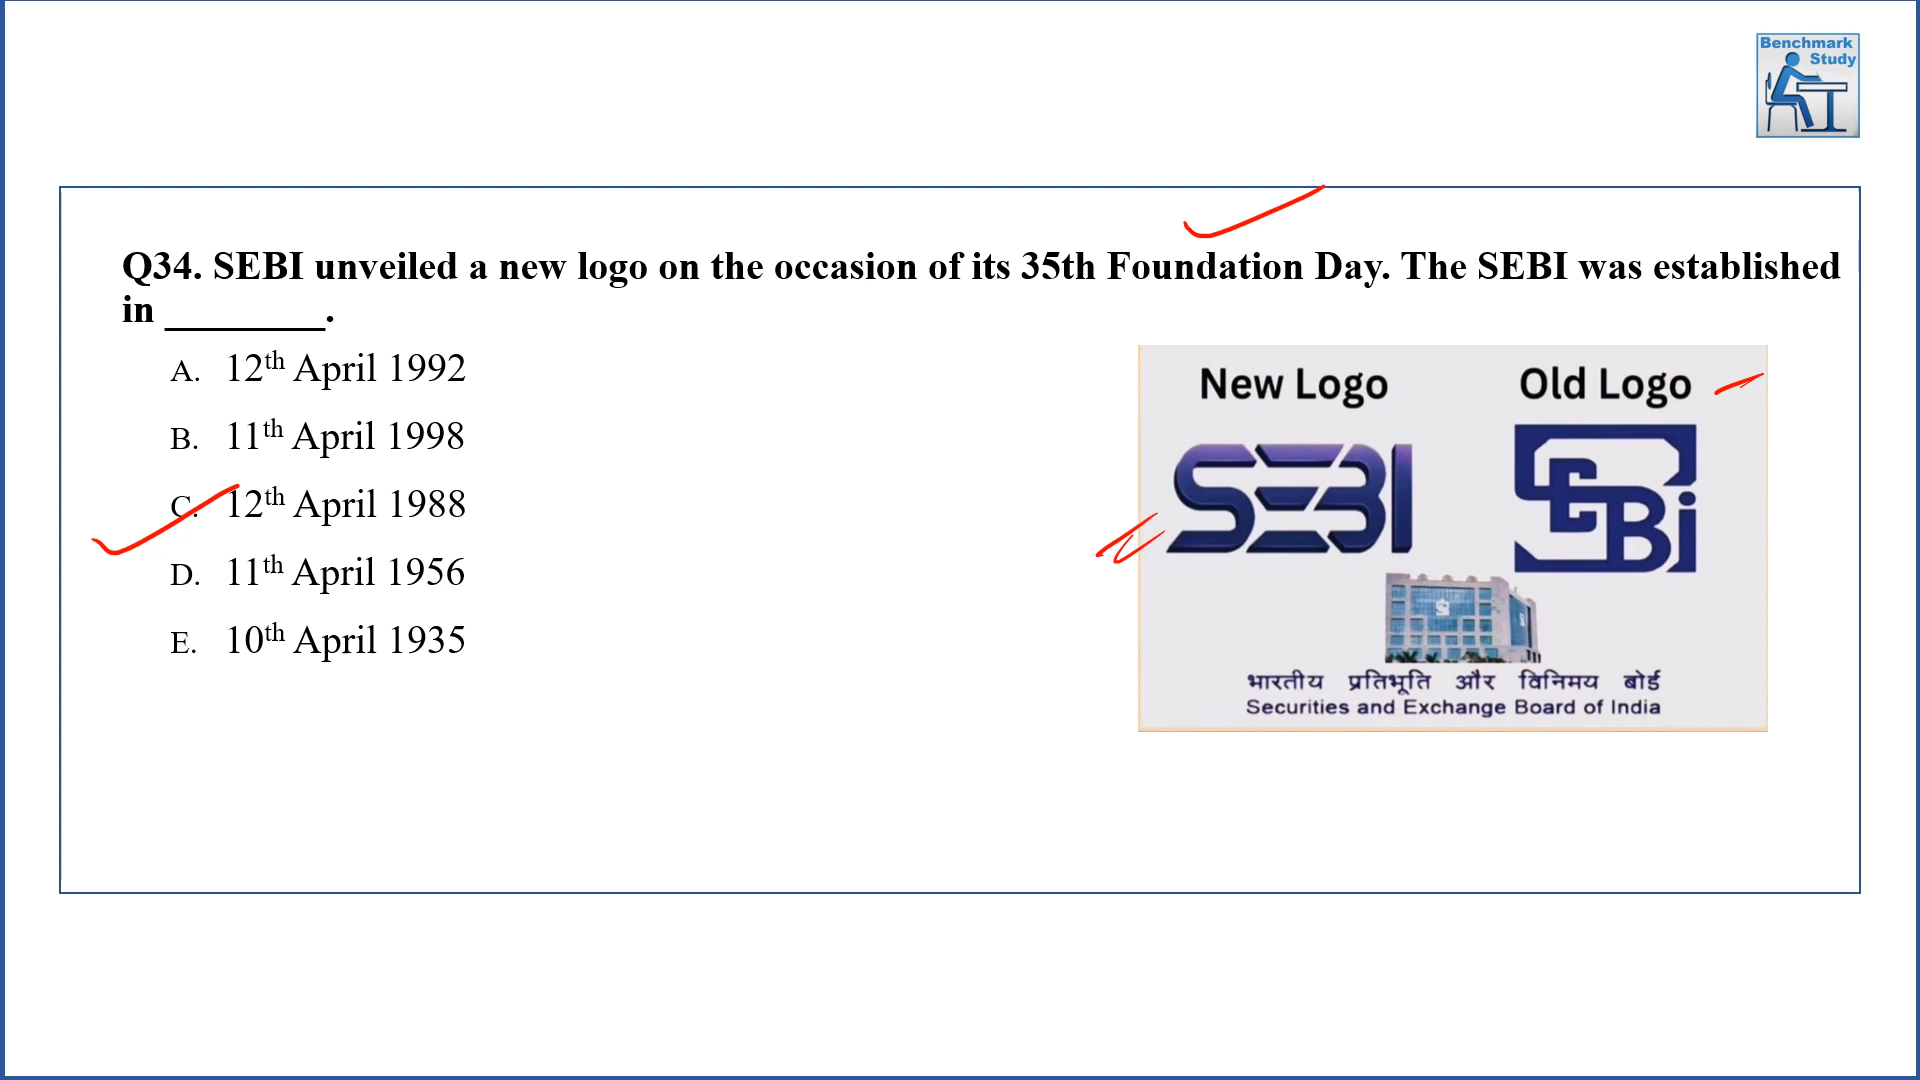 Benchmark
Study
Q34. SEBI unveiled a new logo on the occasion of its 35th Foundation Day. The SEBI was established
in ________.
A. 12th April 1992
B. 11th April 1998
C. 12th April 1988
D. 11th April 1956
E. 10th April 1935
New Logo Old Logo
SEBI SEBi
भारतीय प्रतिभूति और विनिमय बोर्ड
Securities and Exchange Board of India